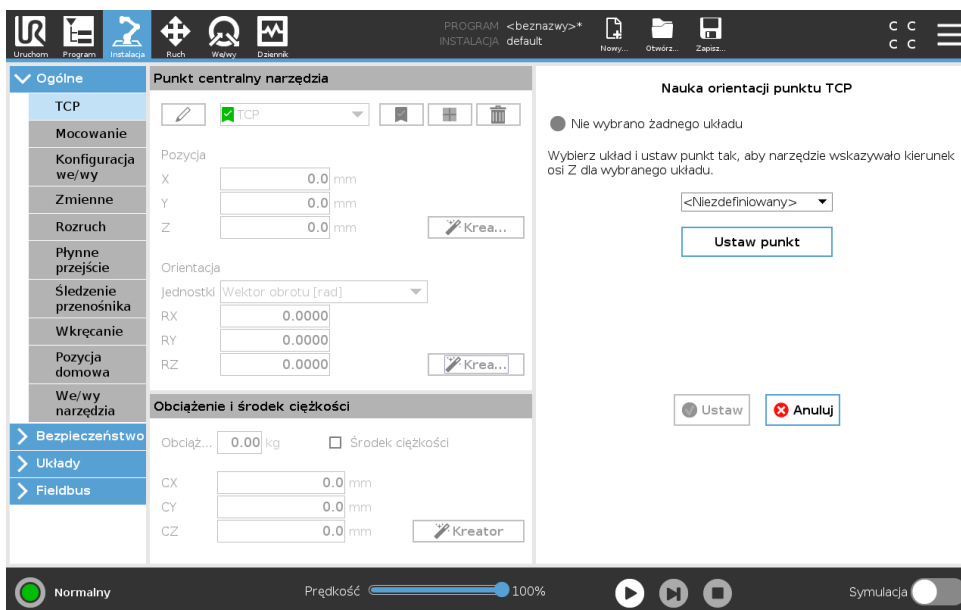 UR
Uruchom
Program
Instalacja
Ruch
We/wy
Dziennik
PROGRAM <beznazwy>*
INSTALACJA default
Nowy...
Otwórz...
Zapisz...
C C
C C
Ogólne
TCP
Mocowanie
Konfiguracja
we/wy
Zmienne
Rozruch
Płynne
przejście
Śledzenie
przenośnika
Wkręcanie
Pozycja
domowa
We/wy
narzędzia
Bezpieczeństwo
Układy
Fieldbus
Punkt centralny narzędzia
TCP
Pozycja
X 0.0 mm
Y 0.0 mm
Z 0.0 mm
Krea...
Orientacja
Jednostki Wektor obrotu [rad]
RX 0.0000
RY 0.0000
RZ 0.0000
Krea...
Obciążenie i środek ciężkości
Obciąż... 0.00 kg Środek ciężkości
CX 0.0 mm
CY 0.0 mm
CZ 0.0 mm
Kreator
Nauka orientacji punktu TCP
Nie wybrano żadnego układu
Wybierz układ i ustaw punkt tak, aby narzędzie wskazywało kierunek
osi Z dla wybranego układu.
<Niezdefiniowany>
Ustaw punkt
Ustaw
Anuluj
Normalny
Prędkość 100%
Symulacja